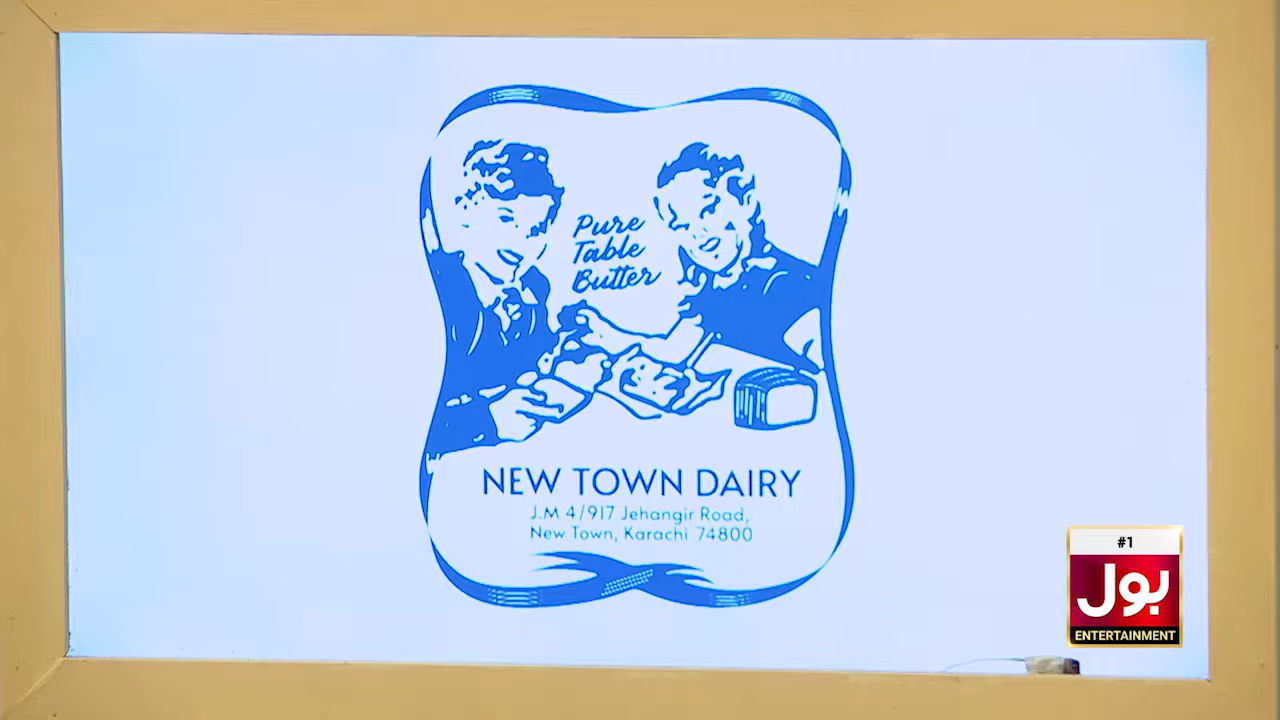 Pure
Table
Butter
NEW TOWN DAIRY
J.M 4/917 Jehangir Road,
New Town, Karachi 74800
#1
بول
ENTERTAINMENT